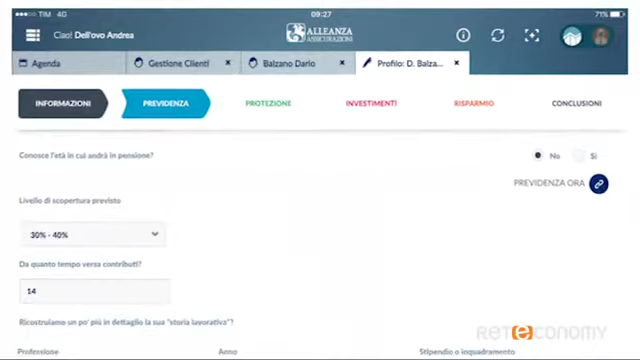 TIM 4G 09:27 71%
Ciao! Dell'ovo Andrea ALLEANZA ASSICURAZIONI
Agenda Gestione Clienti × Balzano Dario × Profilo: D. Balza... ×
INFORMAZIONI PREVIDENZA PROTEZIONE INVESTIMENTI RISPARMIO CONCLUSIONI
Conosce l'età in cui andrà in pensione? No Sì
PREVIDENZA ORA
Livello di scopertura previsto
30% - 40%
Da quanto tempo versa contributi?
14
Ricostruiamo un po' più in dettaglio la sua "storia lavorativa"?
RETECONOMY
Professione Anno Stipendio o inquadramento